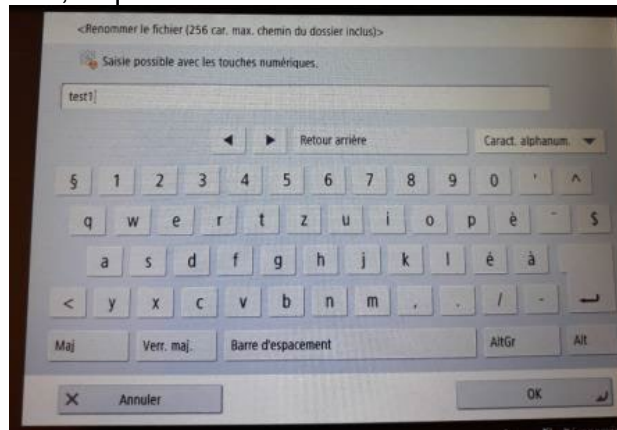 <Renommer le fichier (256 car. max. chemin du dossier inclus)>
Saisie possible avec les touches numériques.
test1
◄ ► Retour arrière Caract. alphanum. ▼
§ 1 2 3 4 5 6 7 8 9 0 ' ^
q w e r t z u i o p è ¨ $
a s d f g h j k l é à
< y x c v b n m , . / -
Maj Verr. maj. Barre d'espacement AltGr Alt
X Annuler OK